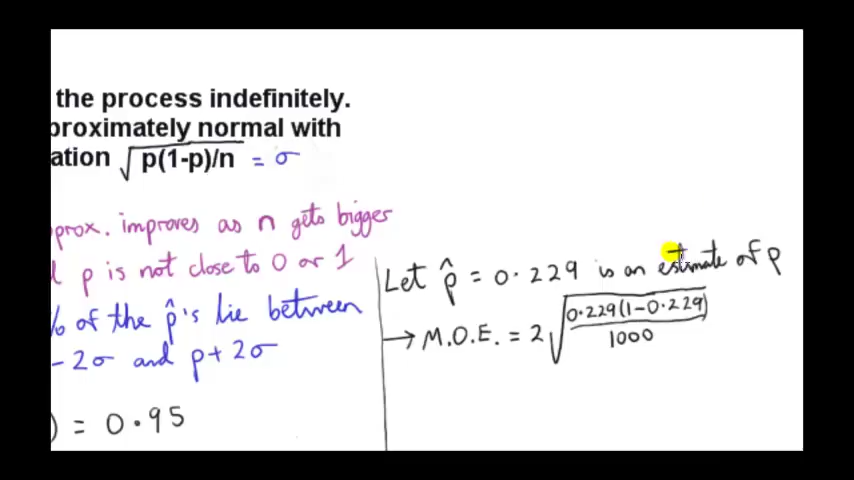 the process indefinitely.
proximately normal with
ation √p(1-p)/n = σ
prox. improves as n gets bigger
p is not close to 0 or 1
% of the p̂'s lie between
- 2σ and p+ 2σ
) = 0.95
Let p̂ = 0.229 is an estimate of p
→ M.O.E. = 2 √(0.229(1-0.229)/1000)